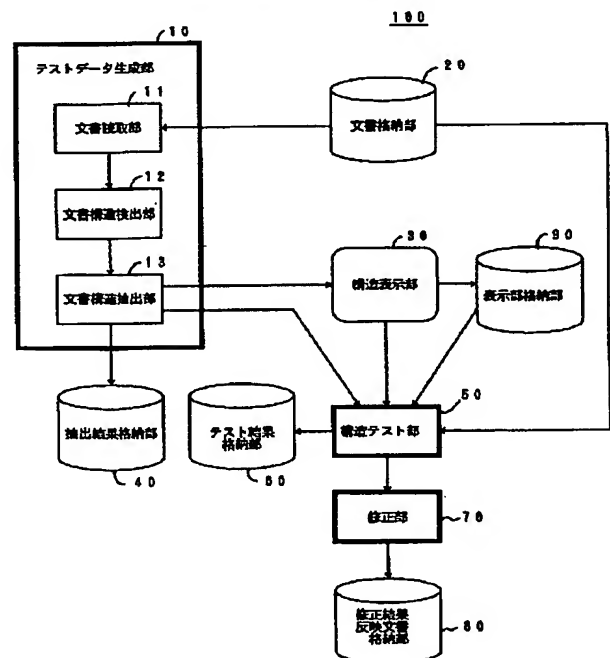 100
10
テストデータ生成部
11
文書読取部
20
文書格納部
12
文書構造検出部
13
文書構造抽出部
30
構造表示部
90
表示部格納部
抽出結果格納部
40
テスト結果
格納部
60
50
構造テスト部
修正部
70
修正結果
反映文書
格納部
80